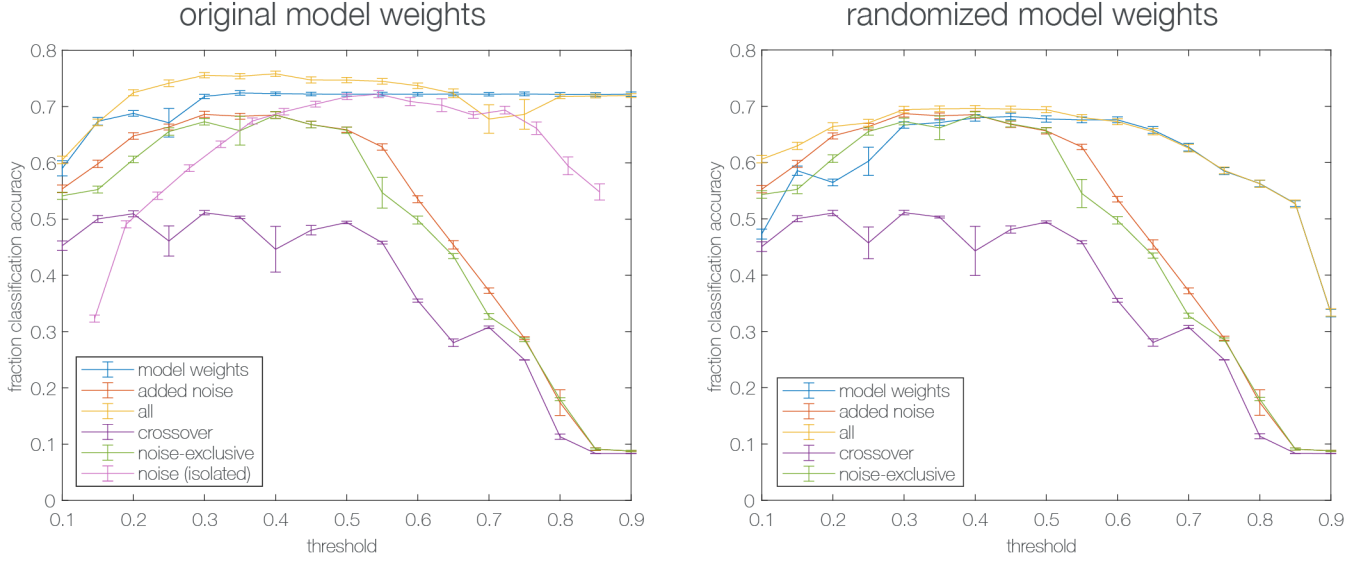 original model weights
fraction classification accuracy
0.8
0.7
0.6
0.5
0.4
0.3
0.2
0.1
0
model weights
added noise
all
crossover
noise-exclusive
noise (isolated)
0.1 0.2 0.3 0.4 0.5 0.6 0.7 0.8 0.9
threshold
randomized model weights
fraction classification accuracy
0.8
0.7
0.6
0.5
0.4
0.3
0.2
0.1
0
model weights
added noise
all
crossover
noise-exclusive
0.1 0.2 0.3 0.4 0.5 0.6 0.7 0.8 0.9
threshold